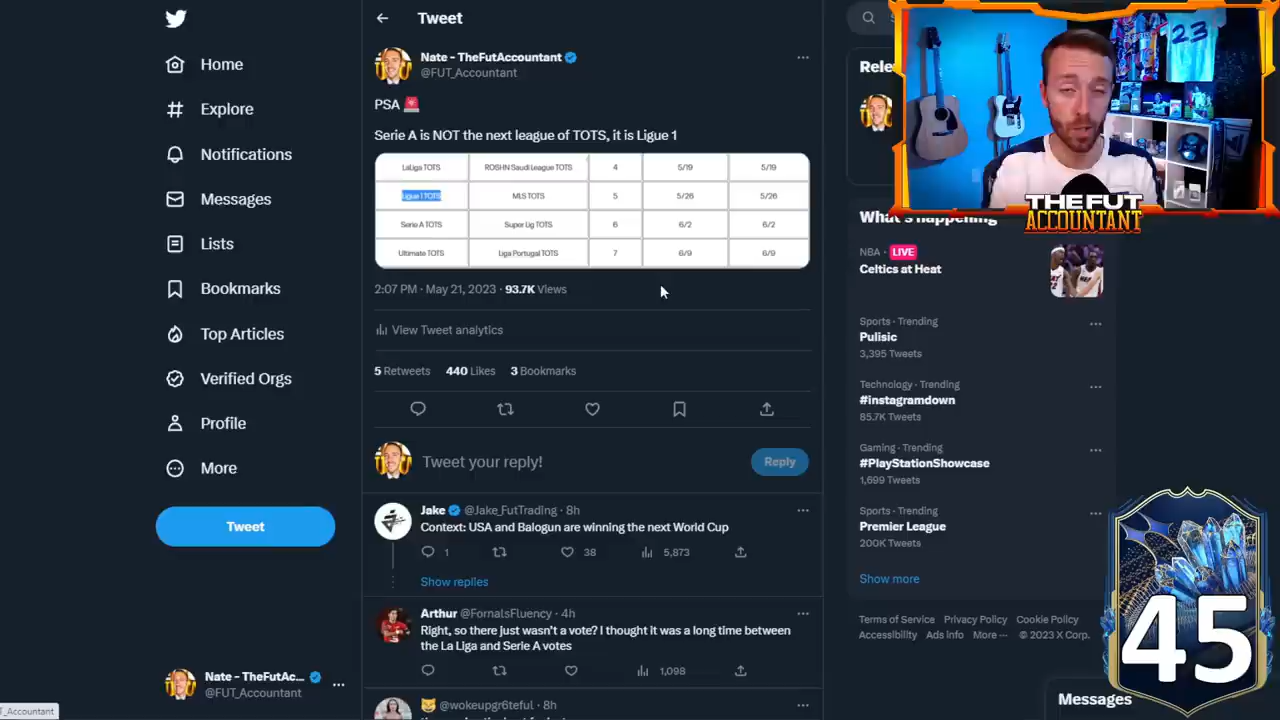 Tweet
Home
Explore
Notifications
Messages
Lists
Bookmarks
Top Articles
Verified Orgs
Profile
More
Tweet
Nate - TheFutAc...
@FUT_Accountant
T_Accountant
Nate - TheFutAccountant
@FUT_Accountant
PSA 🚨
Serie A is NOT the next league of TOTS, it is Ligue 1
LaLiga TOTS ROSHN Saudi League TOTS 4 5/19 5/19
Ligue 1 TOTS MLS TOTS 5 5/26 5/26
Serie A TOTS Super Lig TOTS 6 6/2 6/2
Ultimate TOTS Liga Portugal TOTS 7 6/9 6/9
2:07 PM · May 21, 2023 · 93.7K Views
View Tweet analytics
5 Retweets 440 Likes 3 Bookmarks
Tweet your reply!
Reply
Jake @Jake_FutTrading · 8h
Context: USA and Balogun are winning the next World Cup
1 38 5,873
Show replies
Arthur @FornalsFluency · 4h
Right, so there just wasn't a vote? I thought it was a long time between
the La Liga and Serie A votes
1,098
@wokeupgr6teful · 8h
Rele
23
THE FUT
ACCOUNTANT
What's happening
NBA · LIVE
Celtics at Heat
Sports · Trending
Pulisic
3,395 Tweets
Technology · Trending
#instagramdown
85.7K Tweets
Gaming · Trending
#PlayStationShowcase
1,699 Tweets
Sports · Trending
Premier League
200K Tweets
Show more
Terms of Service Privacy Policy Cookie Policy
Accessibility Ads info More ··· © 2023 X Corp.
Messages
45